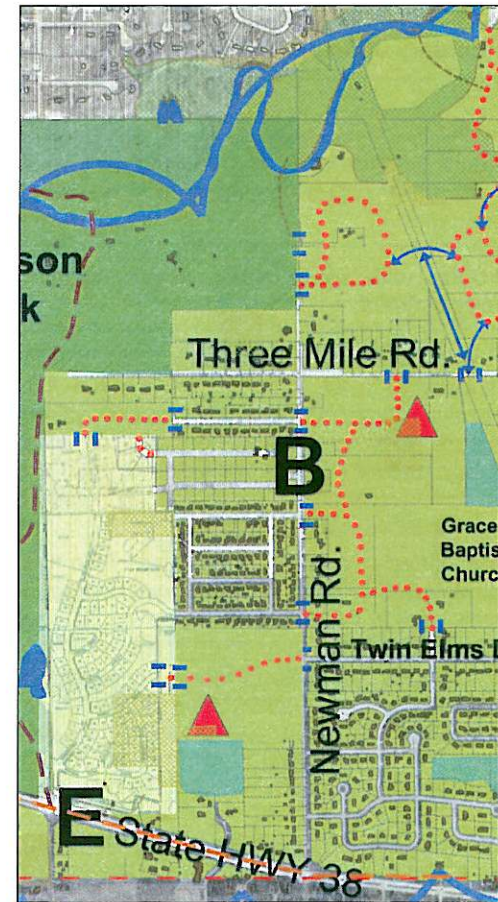 son
k
Three Mile Rd.
B
Grace
Baptis
Churc
Newman Rd.
Twin Elms L
E
State HWY 38